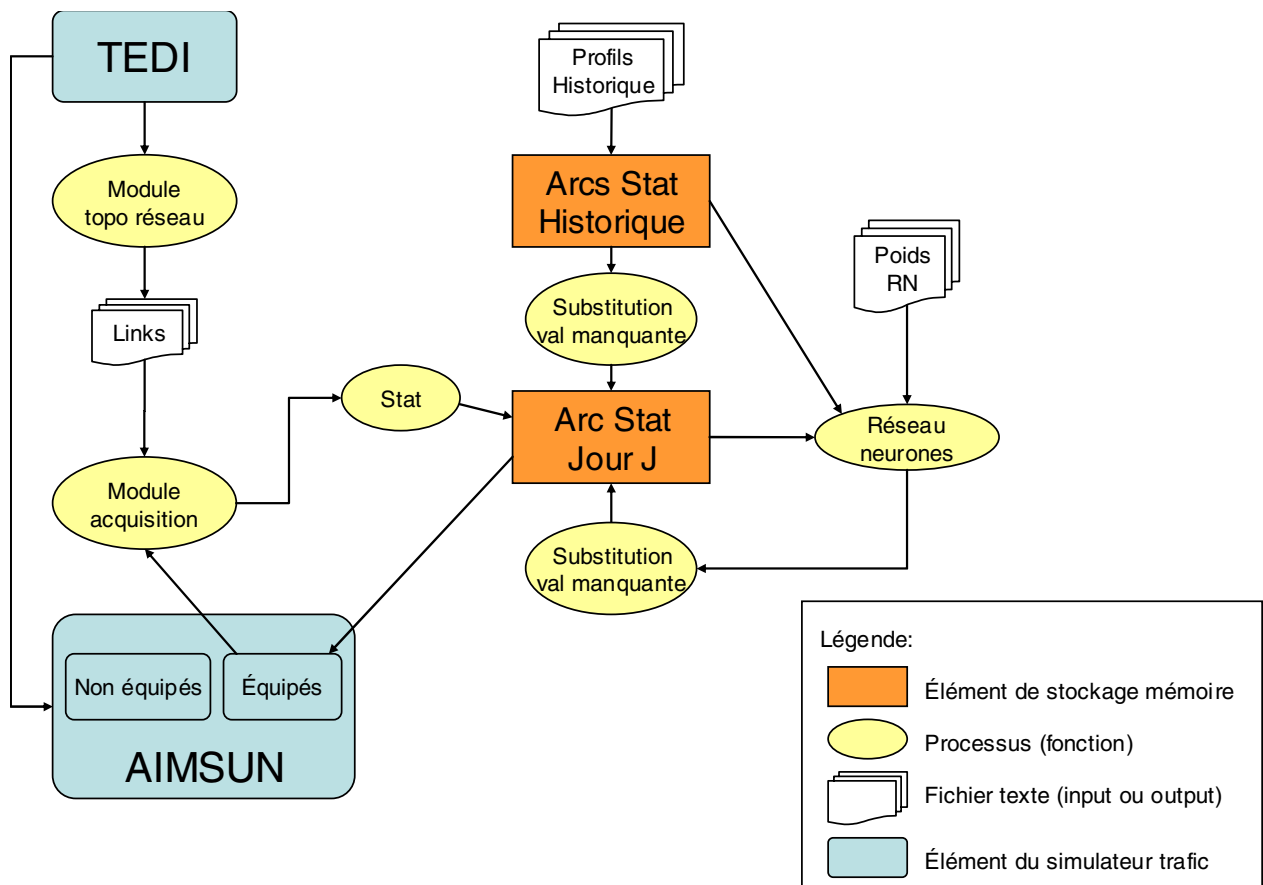 TEDI
Profils
Historique
Module
topo réseau
Arcs Stat
Historique
Poids
RN
Links
Substitution
val manquante
Stat
Arc Stat
Jour J
Réseau
neurones
Module
acquisition
Substitution
val manquante
Non équipés
Équipés
AIMSUN
Légende:
Élément de stockage mémoire
Processus (fonction)
Fichier texte (input ou output)
Élément du simulateur trafic